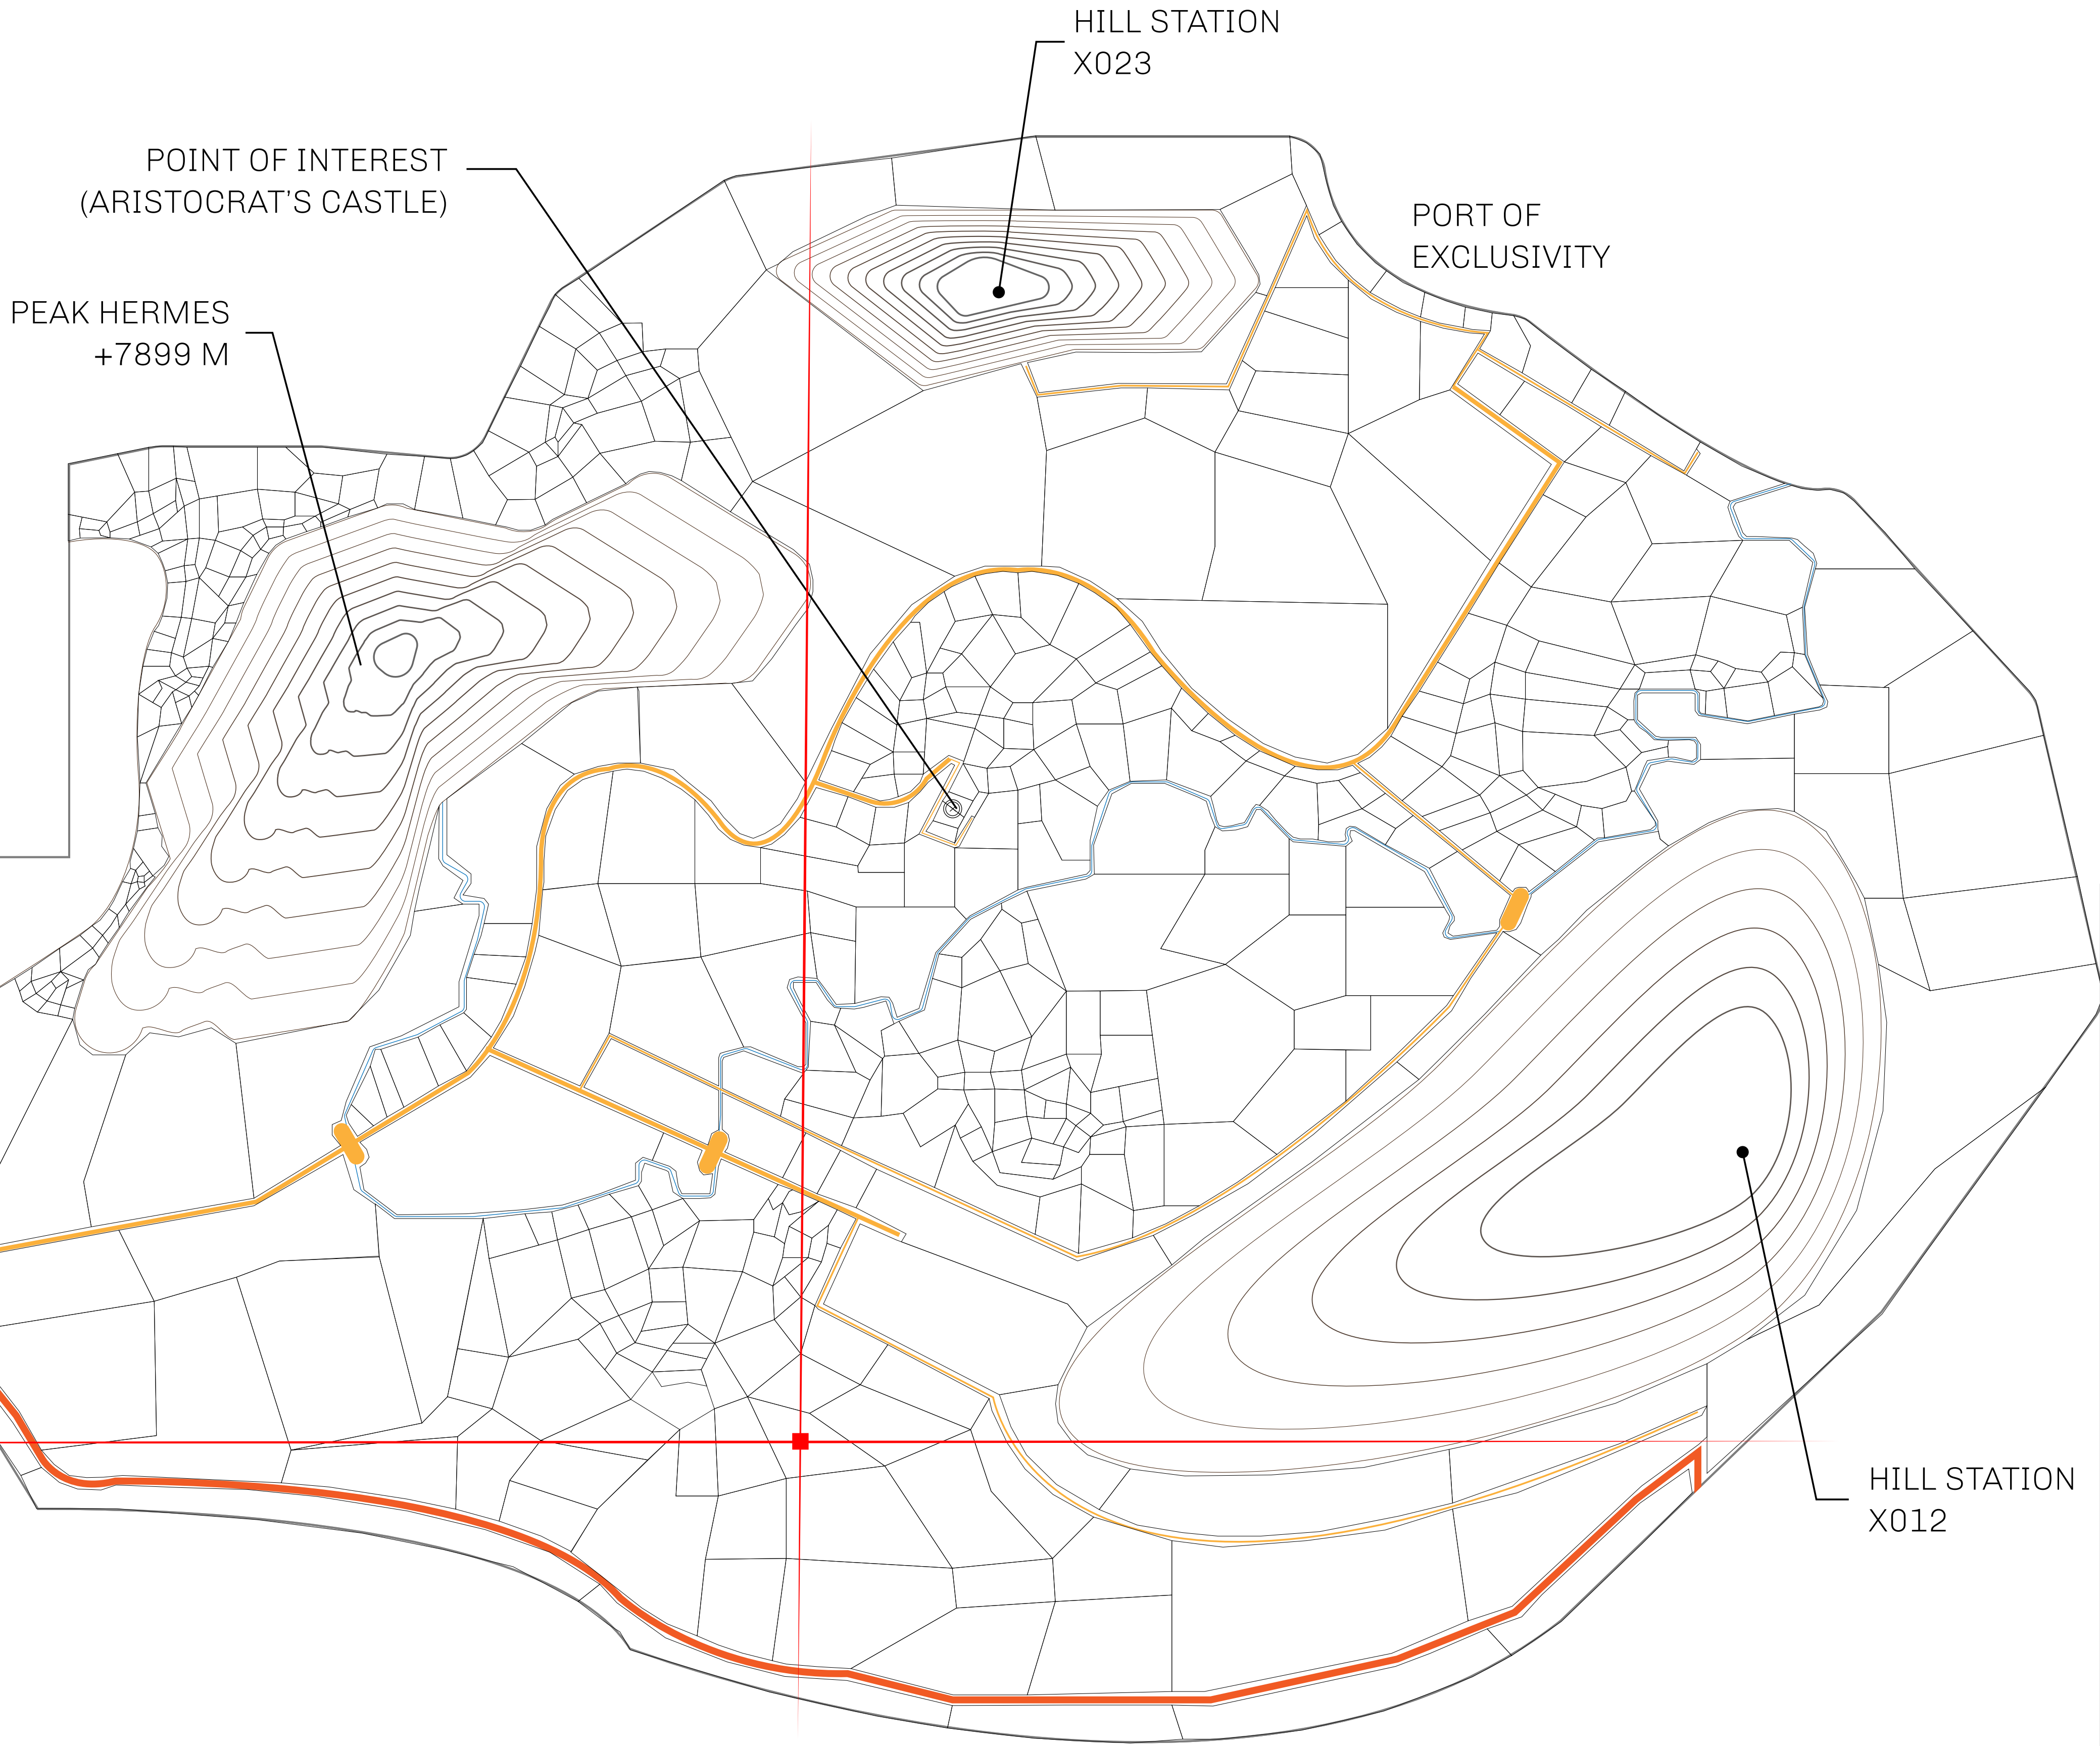 HILL STATION
X023
POINT OF INTEREST
(ARISTOCRAT'S CASTLE)
PORT OF
EXCLUSIVITY
PEAK HERMES
+7899 M
HILL STATION
X012